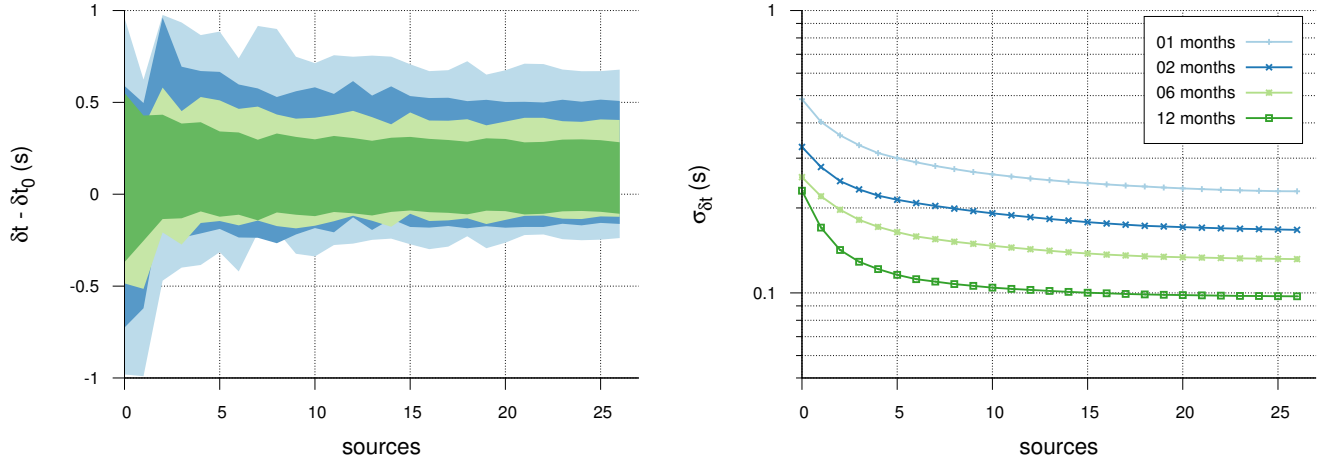 1
0.5
0
-0.5
-1
δt - δt₀ (s)
0 5 10 15 20 25
sources
1
0.1
σδt (s)
0 5 10 15 20 25
sources
01 months
02 months
06 months
12 months